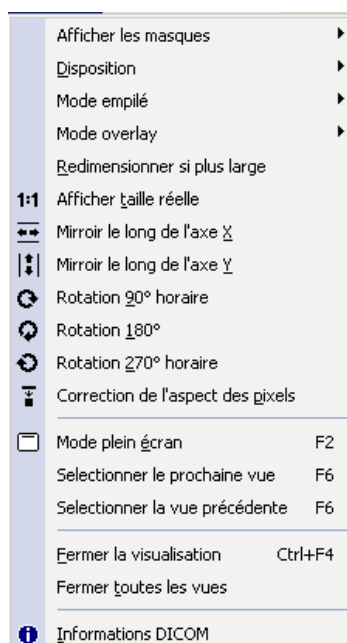 Afficher les masques
Disposition
Mode empilé
Mode overlay
Redimensionner si plus large
1:1 Afficher taille réelle
Mirroir le long de l'axe X
Mirroir le long de l'axe Y
Rotation 90° horaire
Rotation 180°
Rotation 270° horaire
Correction de l'aspect des pixels
Mode plein écran F2
Selectionner le prochaine vue F6
Selectionner la vue précédente F6
Fermer la visualisation Ctrl+F4
Fermer toutes les vues
Informations DICOM